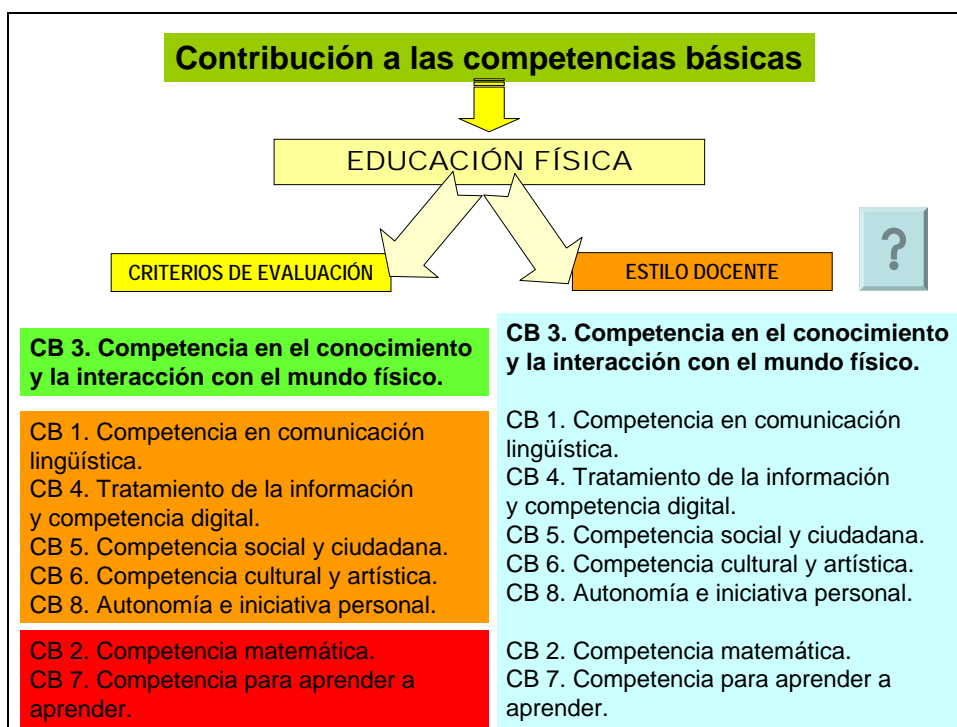 Contribución a las competencias básicas
EDUCACIÓN FÍSICA
CRITERIOS DE EVALUACIÓN
ESTILO DOCENTE
?
CB 3. Competencia en el conocimiento
y la interacción con el mundo físico.
CB 1. Competencia en comunicación
lingüística.
CB 4. Tratamiento de la información
y competencia digital.
CB 5. Competencia social y ciudadana.
CB 6. Competencia cultural y artística.
CB 8. Autonomía e iniciativa personal.
CB 2. Competencia matemática.
CB 7. Competencia para aprender a
aprender.
CB 3. Competencia en el conocimiento
y la interacción con el mundo físico.
CB 1. Competencia en comunicación
lingüística.
CB 4. Tratamiento de la información
y competencia digital.
CB 5. Competencia social y ciudadana.
CB 6. Competencia cultural y artística.
CB 8. Autonomía e iniciativa personal.
CB 2. Competencia matemática.
CB 7. Competencia para aprender a
aprender.